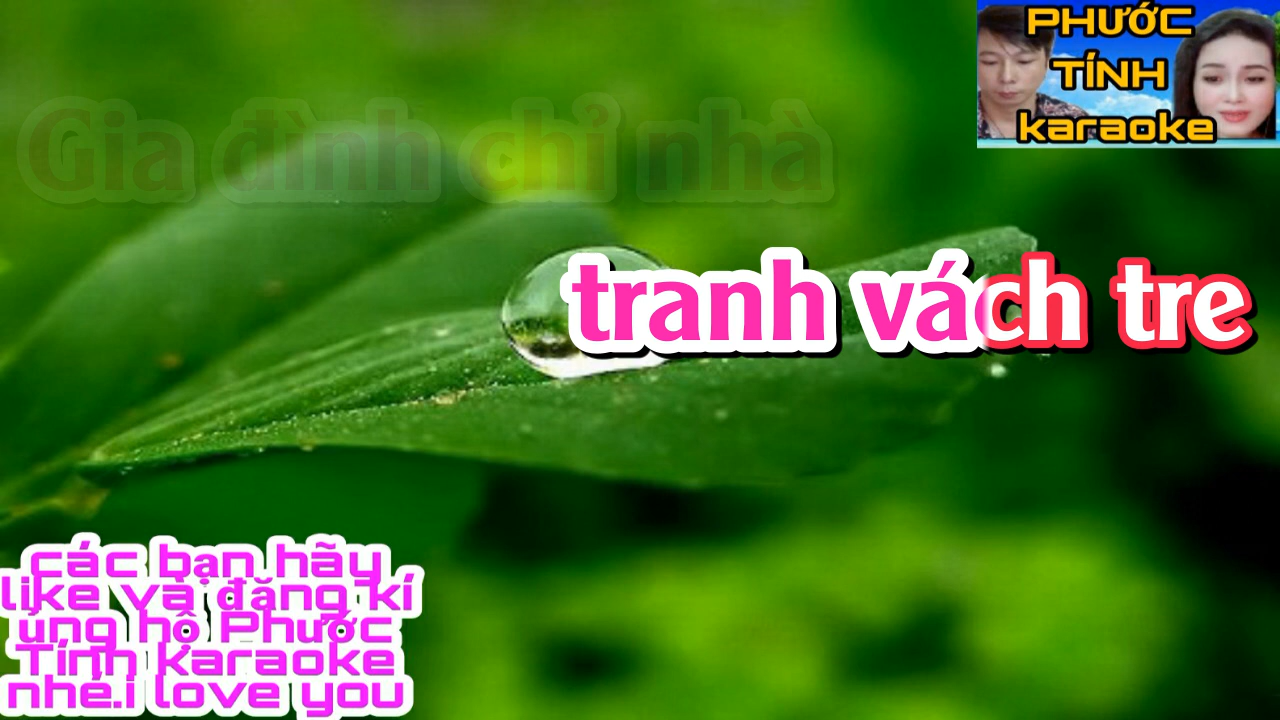 PHƯỚC
TÍNH
karaoke
Gia đình chỉ nhà
tranh vách tre
các bạn hãy
like và đăng kí
ủng hộ Phước
Tính karaoke
nhé.i love you